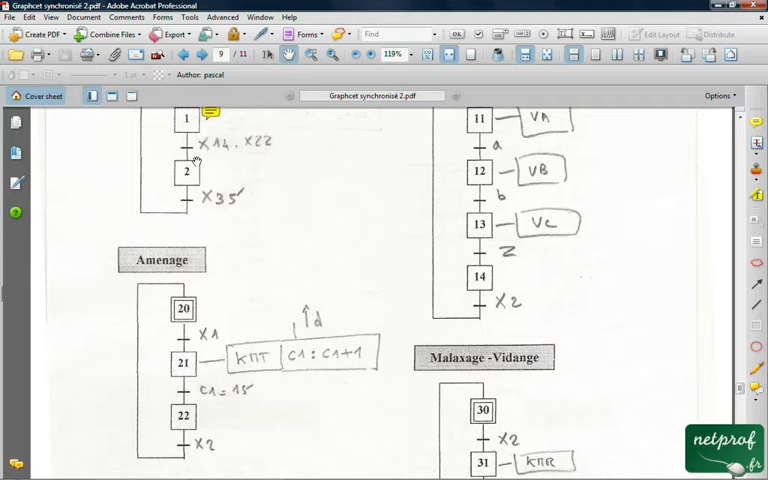 Graphcet synchronisé 2.pdf - Adobe Acrobat Professional
File Edit View Document Comments Forms Tools Advanced Window Help
Create PDF Combine Files Export Forms Find Edit Layout Distribute
9 / 11 119%
Author: pascal
Cover sheet Graphcet synchronisé 2.pdf Options
1
X14. X22
2
X35
11 VA
a
12 VB
b
13 VC
Z
14
X2
Amenage
20
X1
21 KMT C1 : C1+1
↑ d
C1 = 15
22
X2
Malaxage -Vidange
30
X2
31 KMR
netprof
.fr